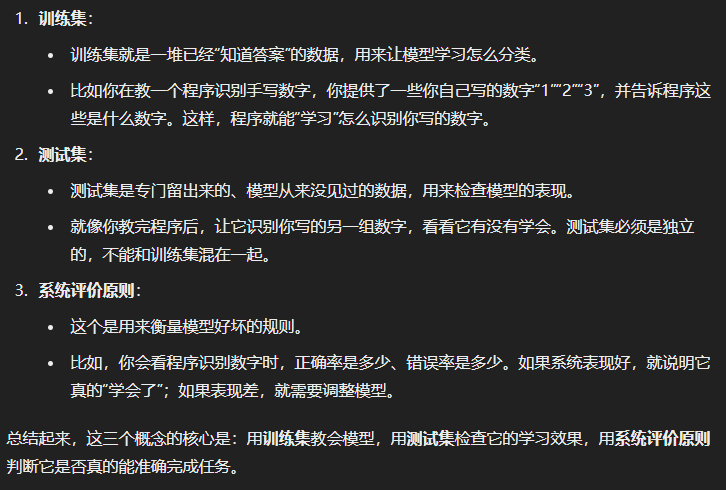 1. 训练集：
• 训练集就是一堆已经“知道答案”的数据，用来让模型学习怎么分类。
• 比如你在教一个程序识别手写数字，你提供了一些你自己写的数字“1”“2”“3”，并告诉程序这
些是什么数字。这样，程序就能“学习”怎么识别你写的数字。
2. 测试集：
• 测试集是专门留出来的、模型从来没见过的数据，用来检查模型的表现。
• 就像你教完程序后，让它识别你写的另一组数字，看看它有没有学会。测试集必须是独立
的，不能和训练集混在一起。
3. 系统评价原则：
• 这个是用来衡量模型好坏的规则。
• 比如，你会看程序识别数字时，正确率是多少、错误率是多少。如果系统表现好，就说明它
真的“学会了”；如果表现差，就需要调整模型。
总结起来，这三个概念的核心是：用训练集教会模型，用测试集检查它的学习效果，用系统评价原则
判断它是否真的能准确完成任务。